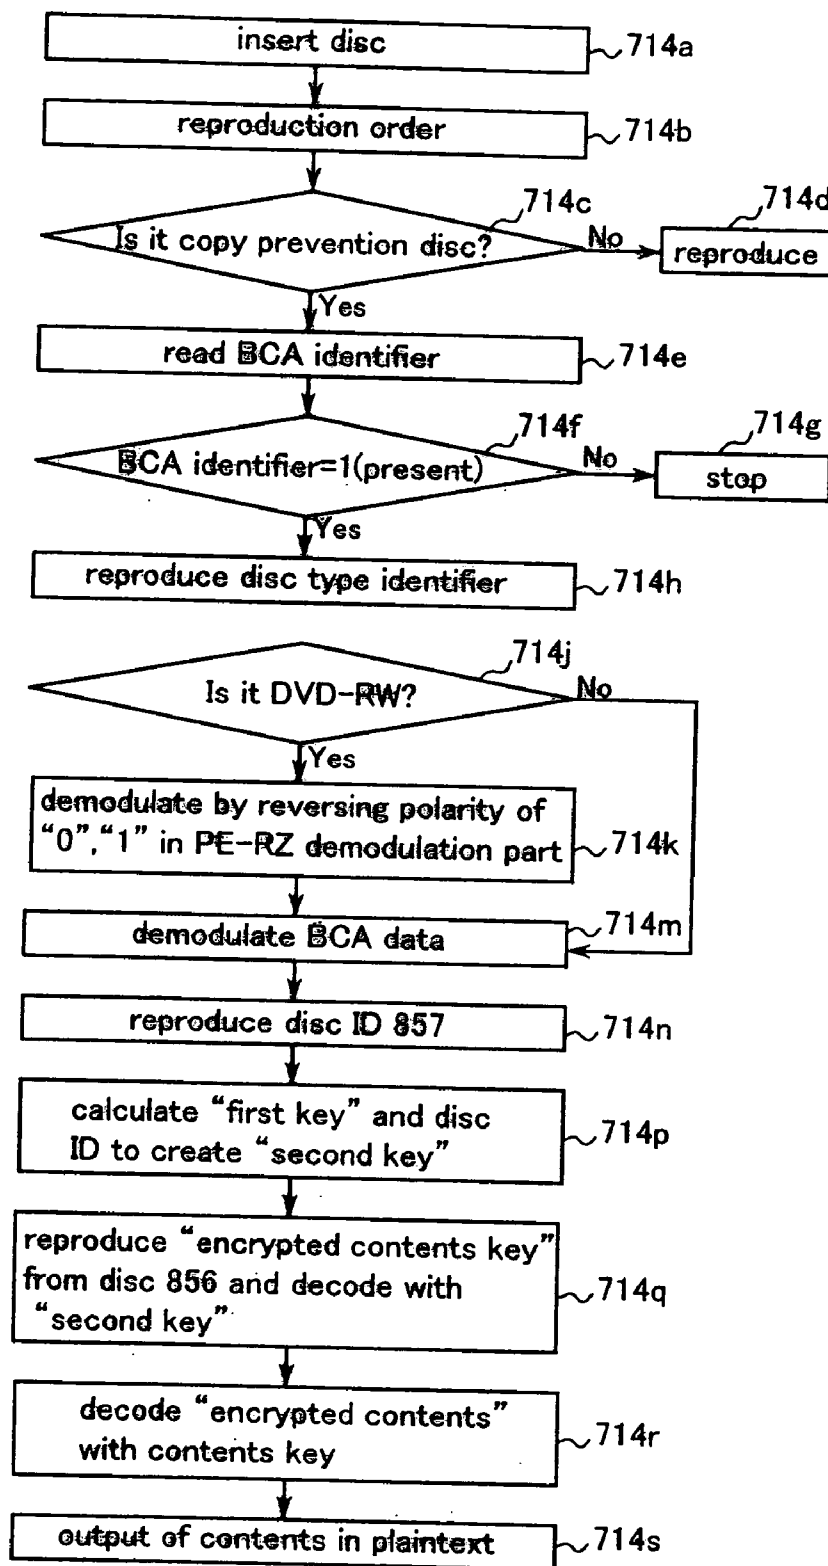 insert disc
714a
reproduction order
714b
714c
Is it copy prevention disc?
No
714d
reproduce
Yes
read BCA identifier
714e
714f
BCA identifier=1(present)
No
714g
stop
Yes
reproduce disc type identifier
714h
714j
Is it DVD-RW?
No
Yes
demodulate by reversing polarity of
“0”,“1” in PE-RZ demodulation part
714k
demodulate BCA data
714m
reproduce disc ID 857
714n
calculate “first key” and disc
ID to create “second key”
714p
reproduce “encrypted contents key”
from disc 856 and decode with
“second key”
714q
decode “encrypted contents”
with contents key
714r
output of contents in plaintext
714s